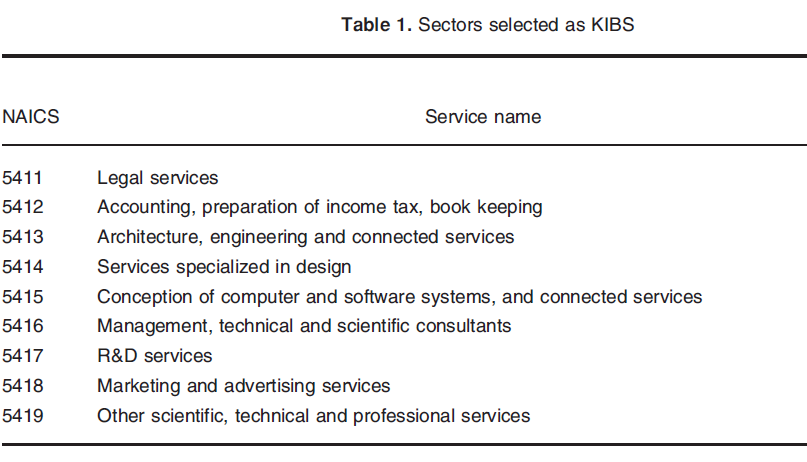 Table 1. Sectors selected as KIBS
NAICS Service name
5411 Legal services
5412 Accounting, preparation of income tax, book keeping
5413 Architecture, engineering and connected services
5414 Services specialized in design
5415 Conception of computer and software systems, and connected services
5416 Management, technical and scientific consultants
5417 R&D services
5418 Marketing and advertising services
5419 Other scientific, technical and professional services